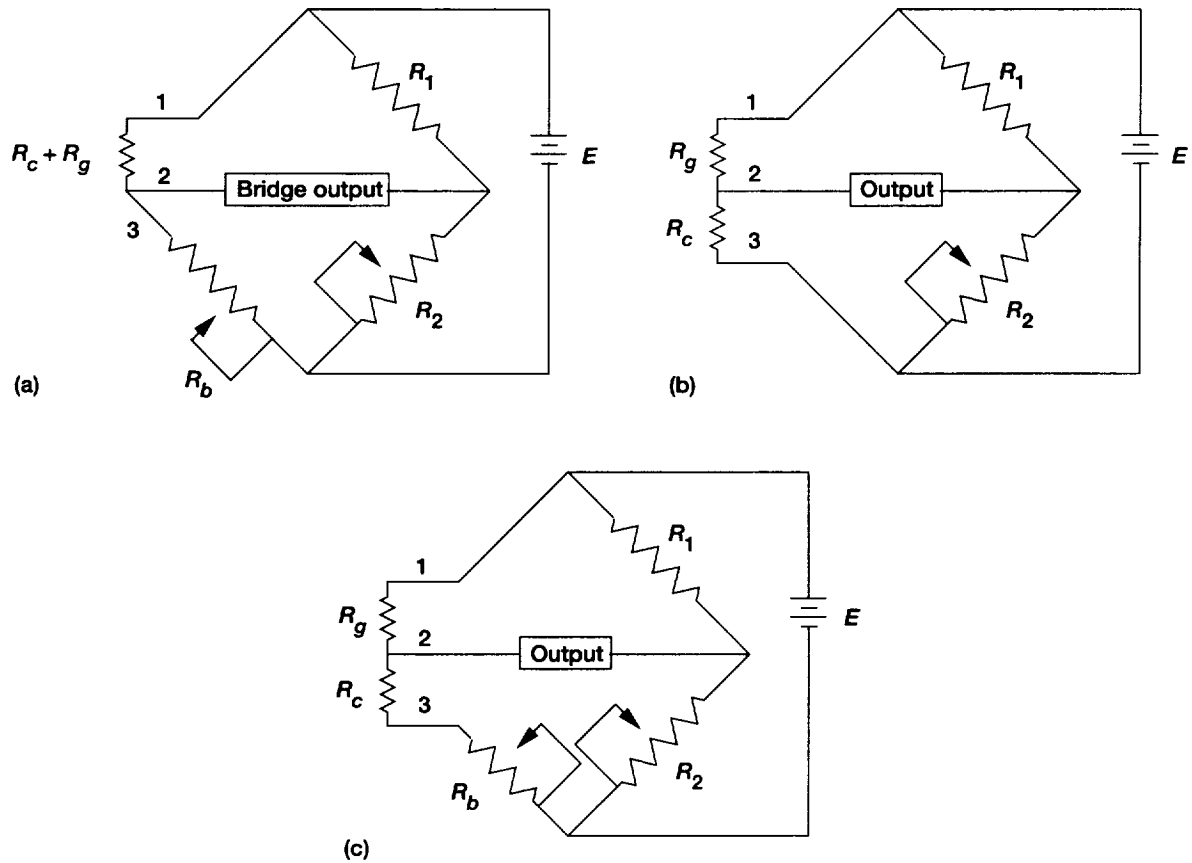 R1
1
Rc + Rg
2
Bridge output
E
3
R2
Rb
(a)
R1
1
Rg
2
Output
E
Rc
3
R2
(b)
R1
1
Rg
2
Output
E
Rc
3
Rb
R2
(c)